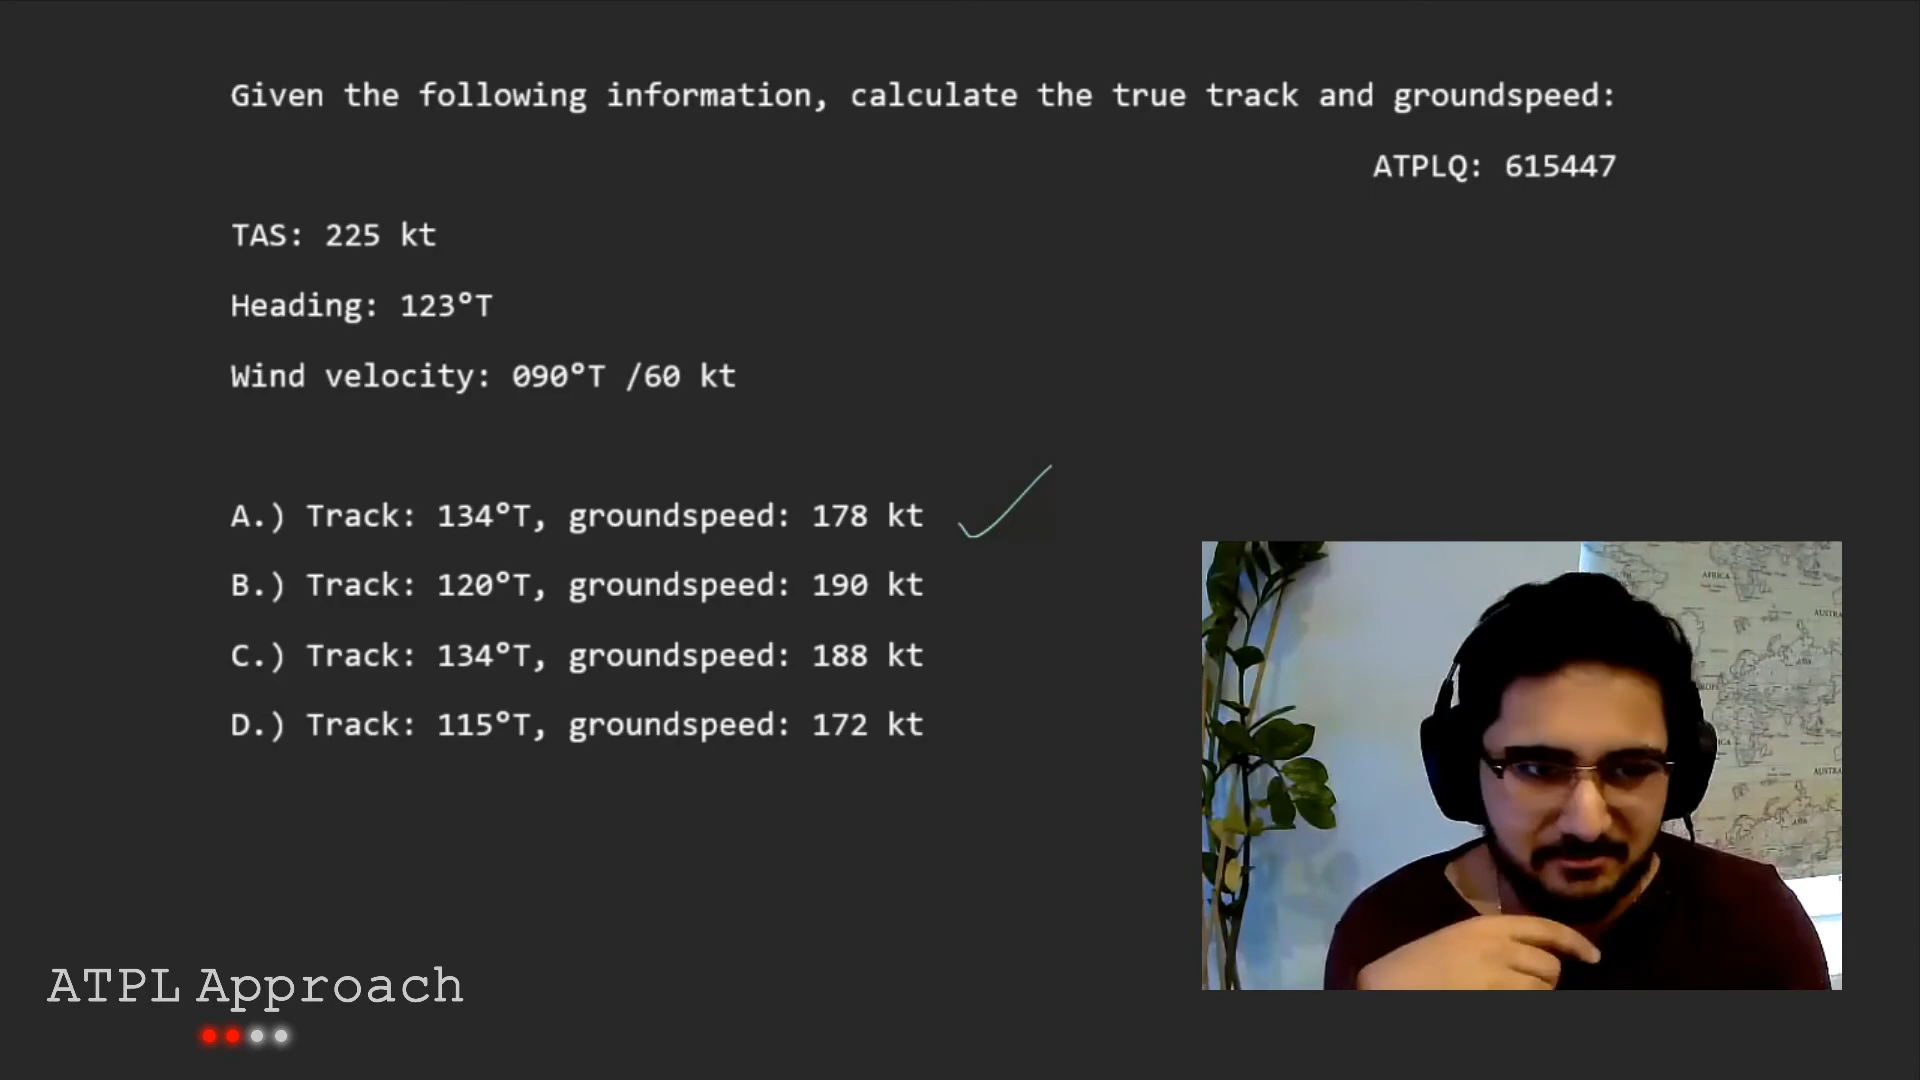 Given the following information, calculate the true track and groundspeed:
ATPLQ: 615447
TAS: 225 kt
Heading: 123°T
Wind velocity: 090°T /60 kt
A.) Track: 134°T, groundspeed: 178 kt
B.) Track: 120°T, groundspeed: 190 kt
C.) Track: 134°T, groundspeed: 188 kt
D.) Track: 115°T, groundspeed: 172 kt
AFRICA
ATPL Approach